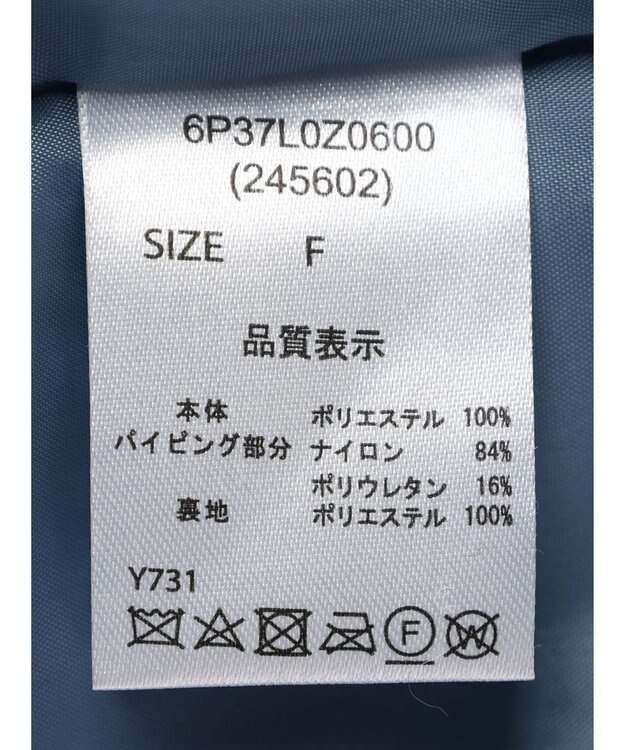 6P37L0Z0600
(245602)
SIZE F
品質表示
本体 ポリエステル 100%
パイピング部分 ナイロン 84%
ポリウレタン 16%
裏地 ポリエステル 100%
Y731
F W